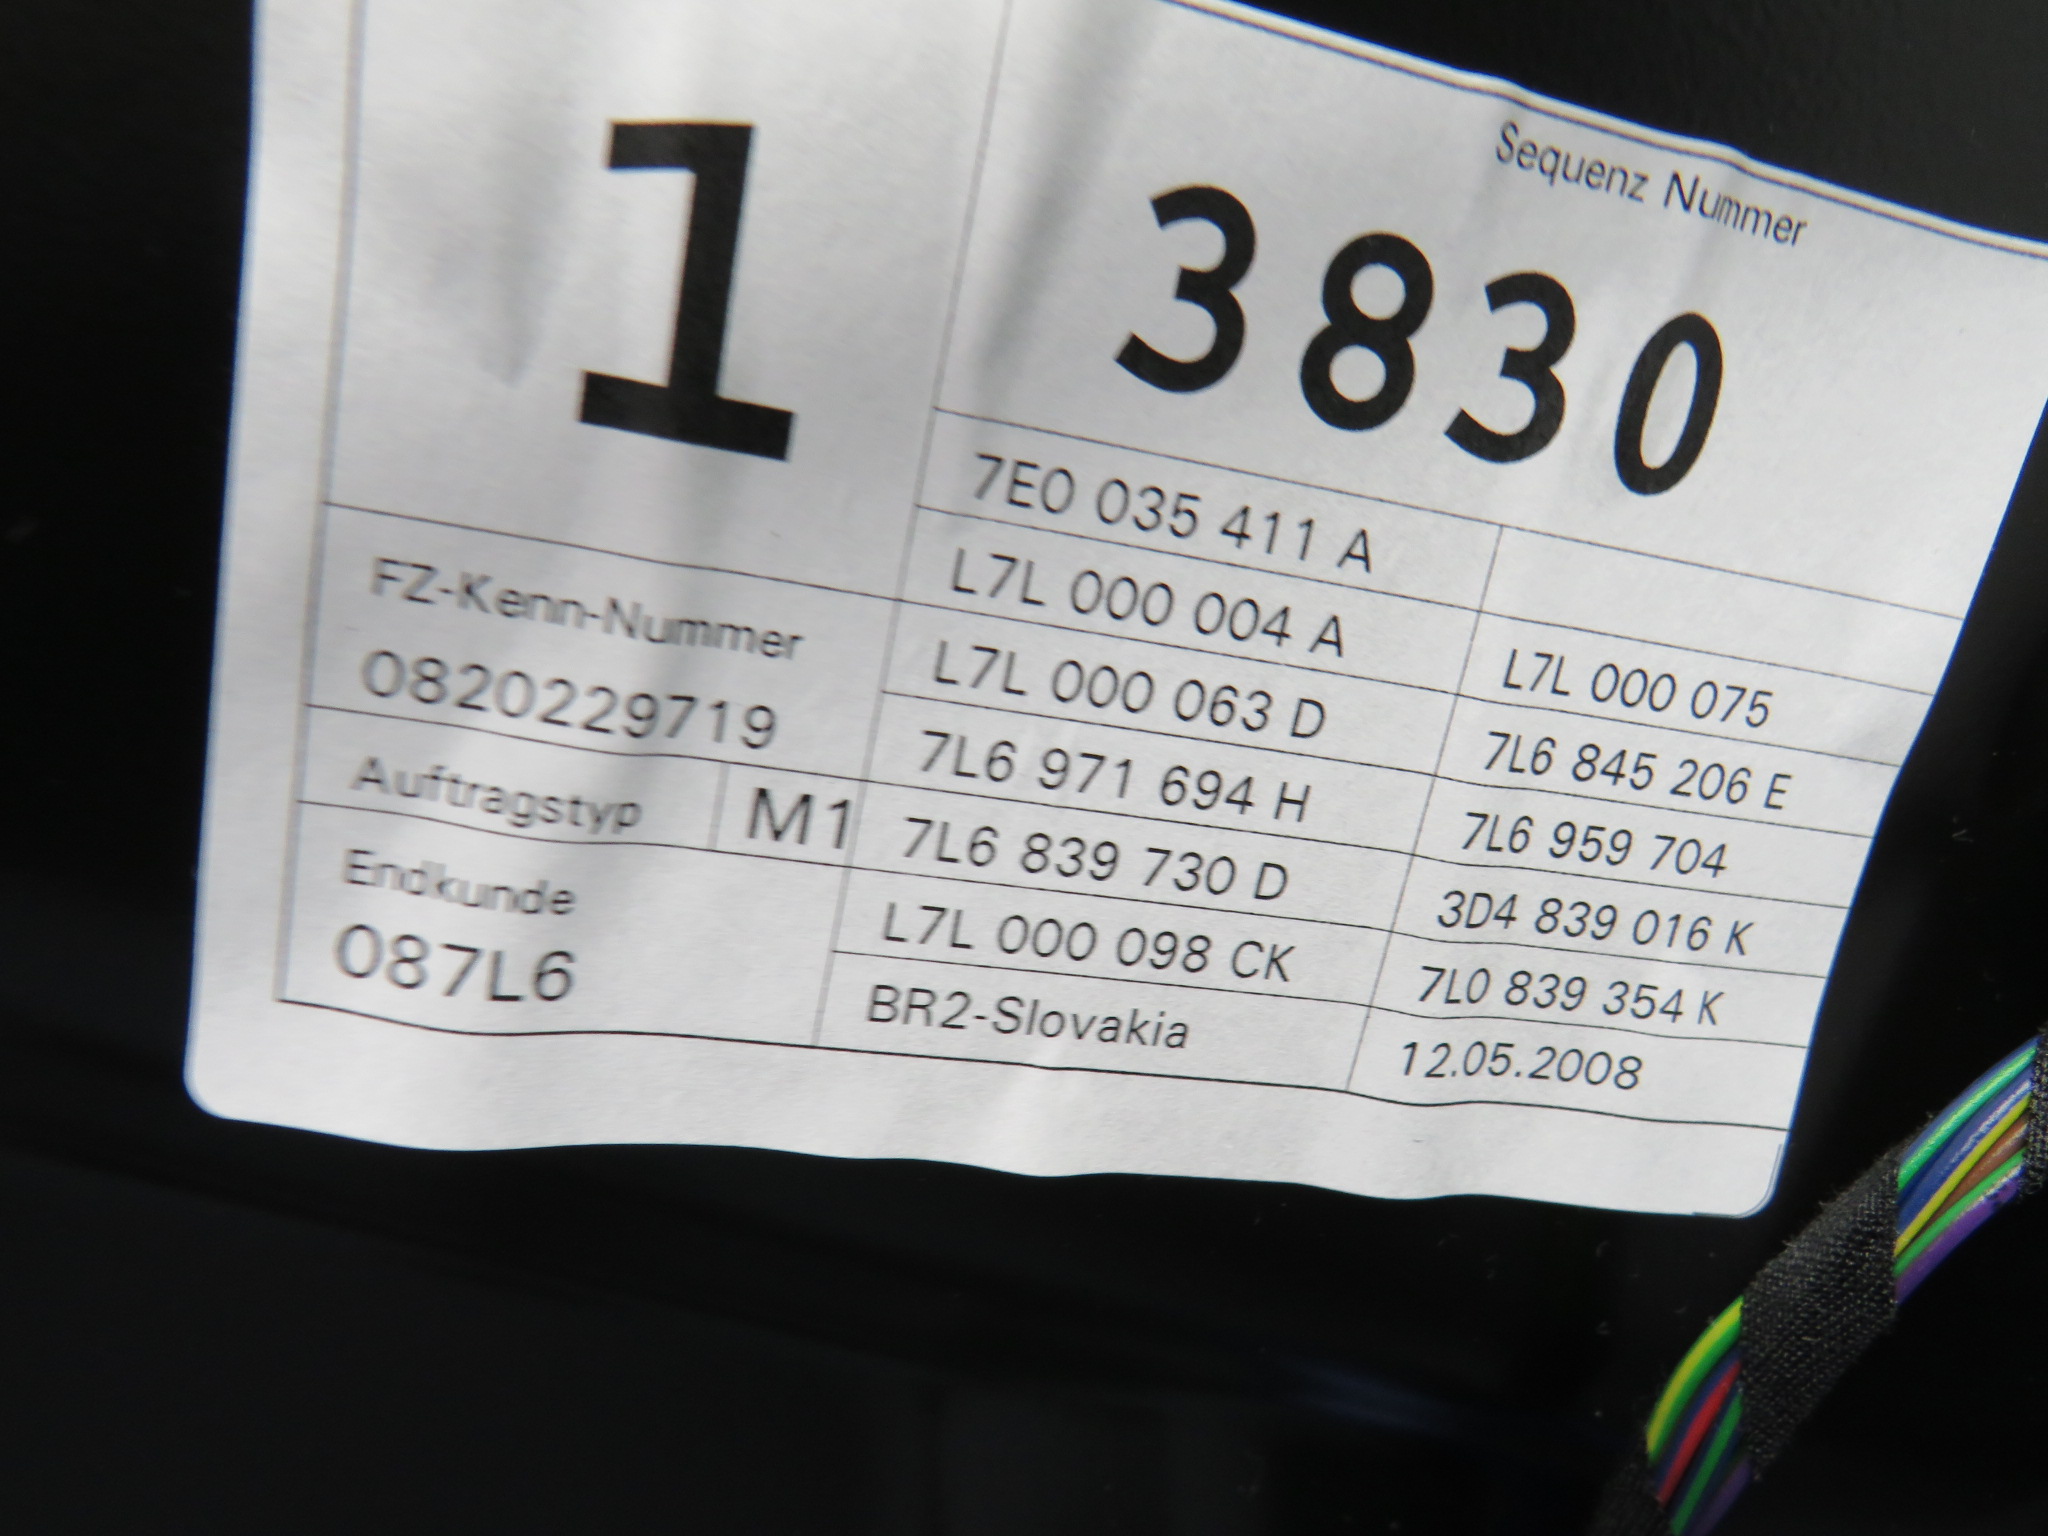 Sequenz Nummer
1
3830
7E0 035 411 A
L7L 000 004 A
L7L 000 075
FZ-Kenn-Nummer
0820229719
L7L 000 063 D
7L6 845 206 E
7L6 971 694 H
7L6 959 704
Auftragstyp
M1
7L6 839 730 D
3D4 839 016 K
Endkunde
087L6
L7L 000 098 CK
7L0 839 354 K
BR2-Slovakia
12.05.2008